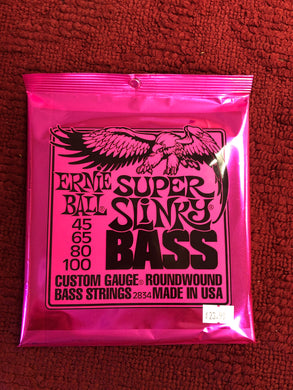 ERNIE BALL
SUPER SLINKY®
BASS
45
65
80
100
CUSTOM GAUGE® ROUNDWOUND
BASS STRINGS 2834 MADE IN USA